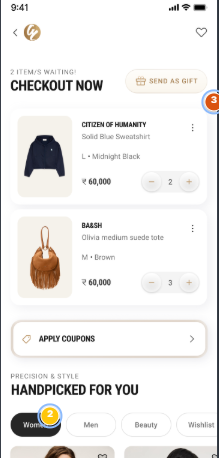 9:41
2 ITEM/S WAITING!
CHECKOUT NOW
SEND AS GIFT
3
CITIZEN OF HUMANITY
Solid Blue Sweatshirt
L • Midnight Black
₹ 60,000
− 2 +
BA&SH
Olivia medium suede tote
M • Brown
₹ 60,000
− 3 +
APPLY COUPONS
PRECISION & STYLE
HANDPICKED FOR YOU
2
Men
Beauty
Wishlist